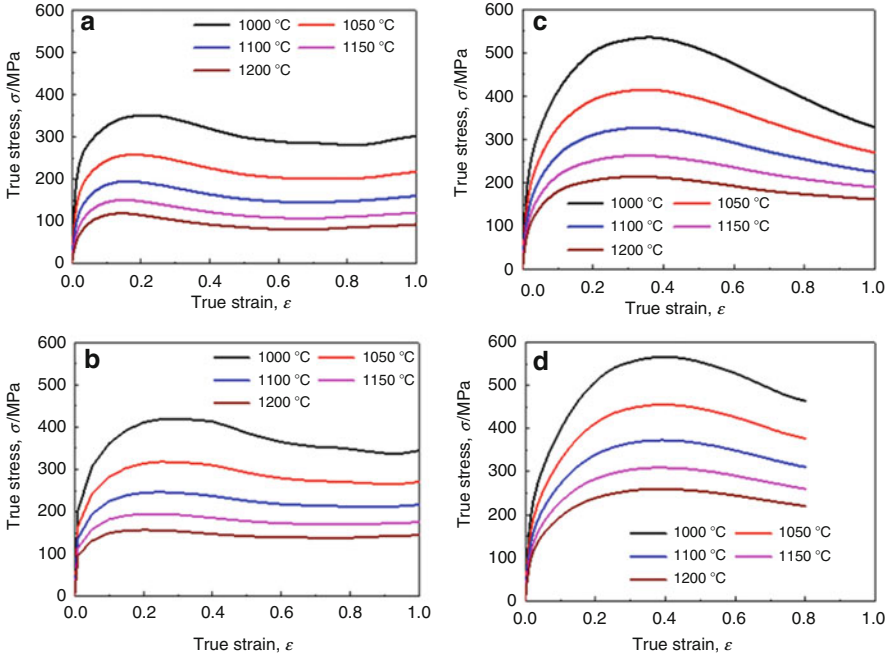 a
600
500
400
300
200
100
0
True stress, σ/MPa
1000 °C 1050 °C
1100 °C 1150 °C
1200 °C
0.0 0.2 0.4 0.6 0.8 1.0
True strain, ε
c
600
500
400
300
200
100
0
True stress, σ/MPa
1000 °C 1050 °C
1100 °C 1150 °C
1200 °C
0.0 0.2 0.4 0.6 0.8 1.0
True strain, ε
b
600
500
400
300
200
100
0
True stress, σ/MPa
1000 °C 1050 °C
1100 °C 1150 °C
1200 °C
0.0 0.2 0.4 0.6 0.8 1.0
True strain, ε
d
600
500
400
300
200
100
0
True stress, σ/MPa
1000 °C 1050 °C
1100 °C 1150 °C
1200 °C
0.0 0.2 0.4 0.6 0.8 1.0
True strain, ε